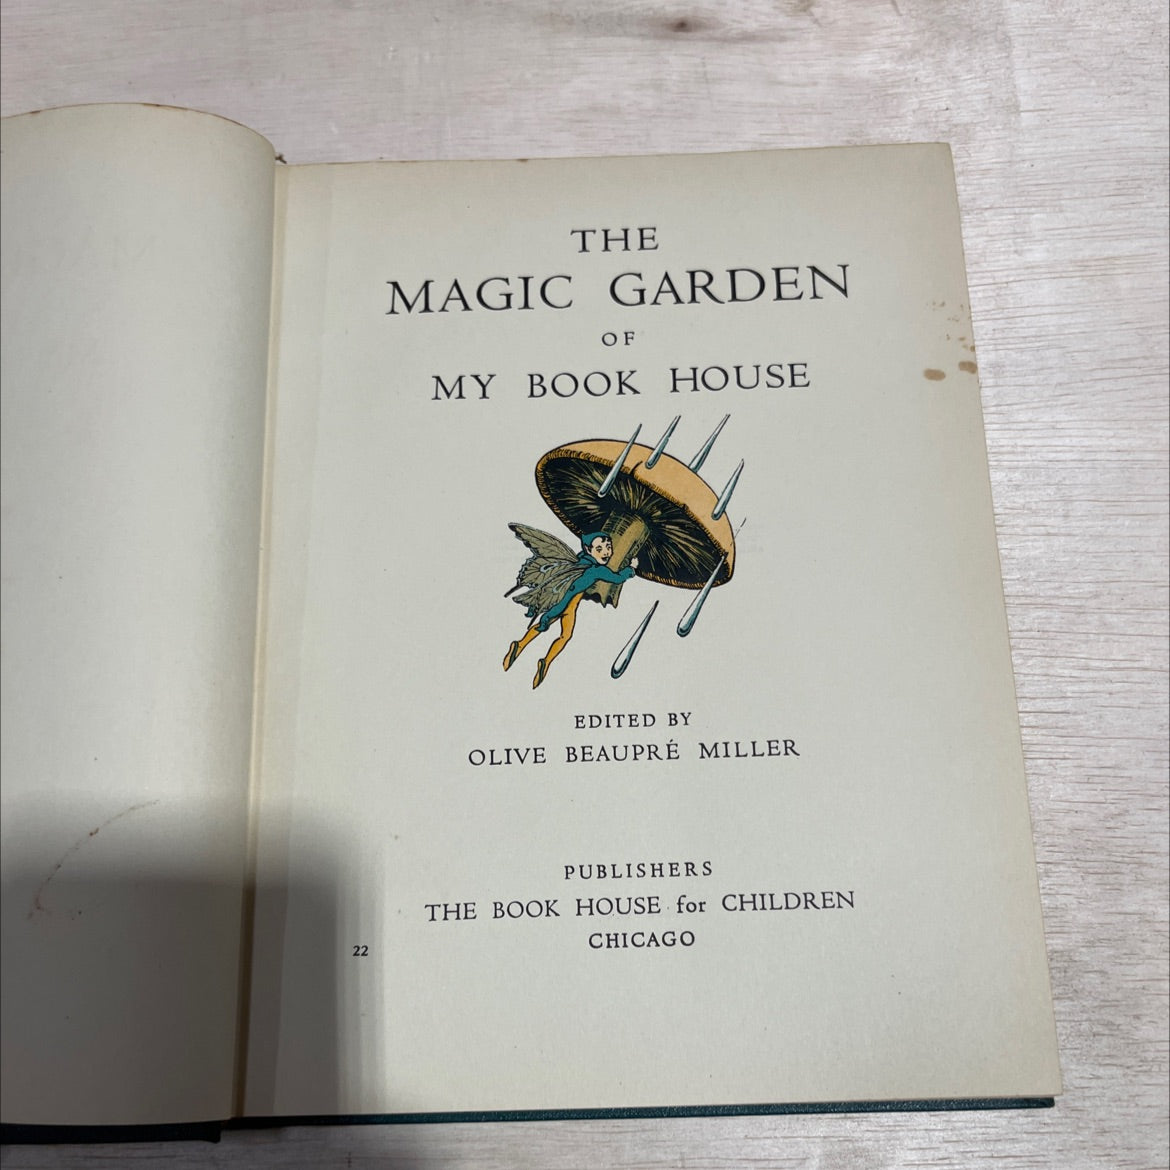 THE
MAGIC GARDEN
OF
MY BOOK HOUSE
EDITED BY
OLIVE BEAUPRÉ MILLER
PUBLISHERS
THE BOOK HOUSE for CHILDREN
CHICAGO
22